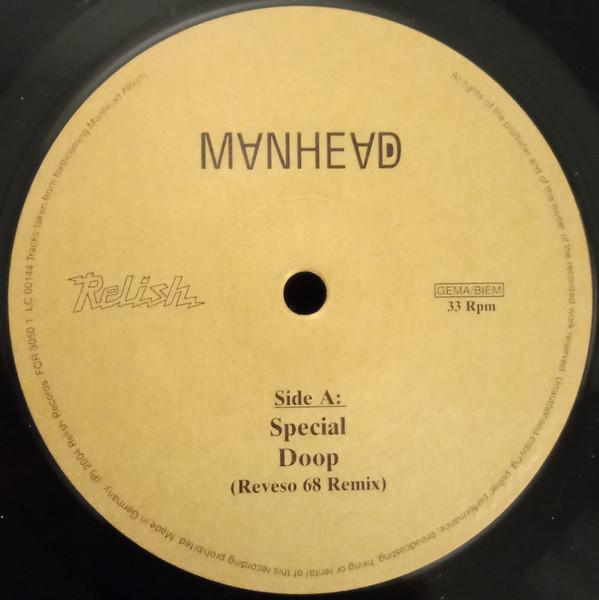 MANHEAD
Relish
GEMA/BIEM
33 Rpm
Side A:
Special
Doop
(Reveso 68 Remix)
All rights of the producer and of the owner of the recorded work reserved. Unauthorised copying, public performance, broadcasting, hiring or rental of this recording prohibited. Made in Germany (P) 2004 Relish Records FOR 3050 1 LC 00144 Tracks taken from forthcoming Manhead Album